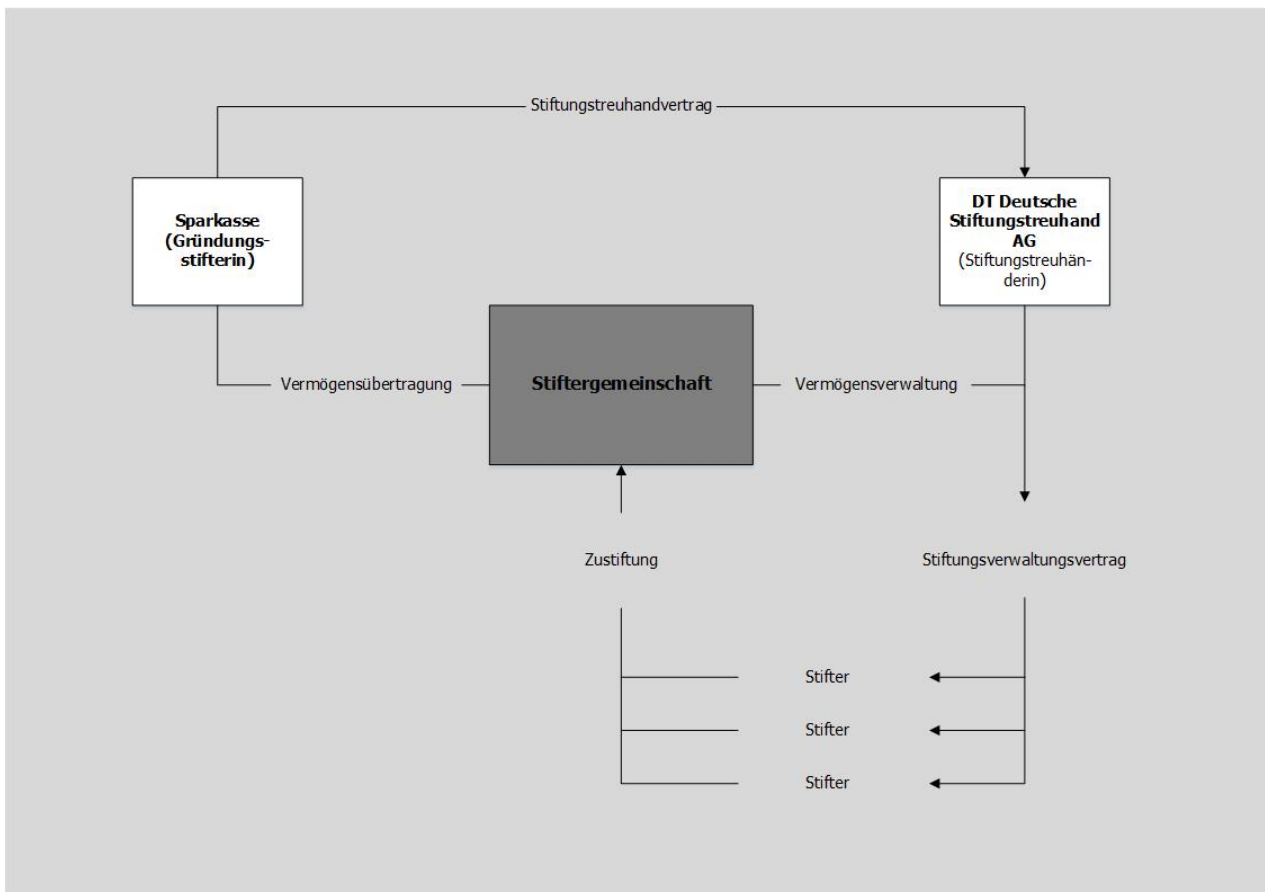 Stiftungstreuhandvertrag
Sparkasse
(Gründungs-
stifterin)
DT Deutsche
Stiftungstreuhand
AG
(Stiftungstreuhän-
derin)
Vermögensübertragung
Stiftergemeinschaft
Vermögensverwaltung
Zustiftung
Stiftungsverwaltungsvertrag
Stifter
Stifter
Stifter